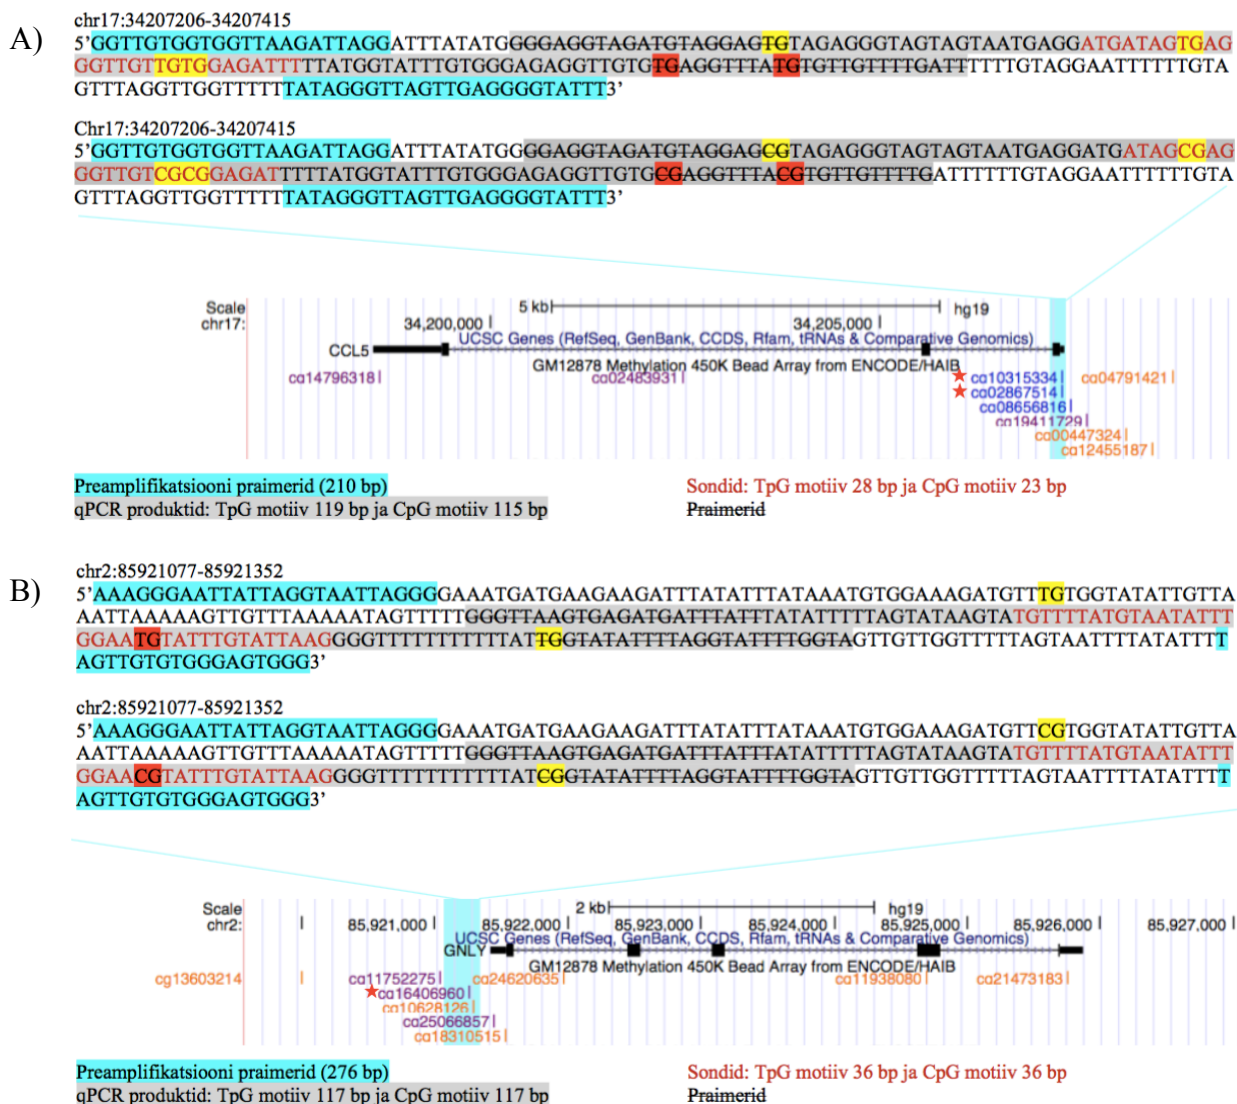 A)
chr17:34207206-34207415
5’GGTTGTGGTGGTTAAGATTAGGATTTATATGGGGAGGTAGATGTAGGAGTGTAGAGGGTAGTAGTAATGAGGATGATAGTGAG
GGTTGTTGTGGAGATTTTTATGGTATTTGTGGGAGAGGTTGTGTGAGGTTTATGTGTTGTTTTGATTTTTTGTAGGAATTTTTTGTA
GTTTAGGTTGGTTTTTTATAGGGTTAGTTGAGGGGTATTT3’
Chr17:34207206-34207415
5’GGTTGTGGTGGTTAAGATTAGGATTTATATGGGGAGGTAGATGTAGGAGCGTAGAGGGTAGTAGTAATGAGGATGATAGCGAG
GGTTGTCGCGGAGATTTTTATGGTATTTGTGGGAGAGGTTGTGCGAGGTTTACGTGTTGTTTTGATTTTTTGTAGGAATTTTTTGTA
GTTTAGGTTGGTTTTTTATAGGGTTAGTTGAGGGGTATTT3’
Scale
5 kb
hg19
chr17:
34,200,000
34,205,000
UCSC Genes (RefSeq, GenBank, CCDS, Rfam, tRNAs & Comparative Genomics)
CCL5
GM12878 Methylation 450K Bead Array from ENCODE/HAIB
cg14796318 cg02483931 cg10315334 cg04791421
cg02867514
cg08656816
cg19411729
cg00447324
cg12455187
Preamplifikatsiooni praimerid (210 bp) Sondid: TpG motiiv 28 bp ja CpG motiiv 23 bp
qPCR produktid: TpG motiiv 119 bp ja CpG motiiv 115 bp Praimerid
B)
chr2:85921077-85921352
5’AAAGGGAATTATTAGGTAATTAGGGGAAATGATGAAGAAGATTTATATTTATAAATGTGGAAAGATGTTTGTGGTATATTGTTA
AATTAAAAAGTTGTTTAAAAATAGTTTTTGGGTTAAGTGAGATGATTTATTTATATTTTTAGTATAAGTATGTTTTATGTAATATTT
GGAATGTATTTGTATTAAGGGGTTTTTTTTTTTATTGGTATATTTTAGGTATTTTGGTAGTTGTTGGTTTTTAGTAATTTTATATTTT
AGTTGTGTGGGAGTGGG3’
chr2:85921077-85921352
5’AAAGGGAATTATTAGGTAATTAGGGGAAATGATGAAGAAGATTTATATTTATAAATGTGGAAAGATGTTCGTGGTATATTGTTA
AATTAAAAAGTTGTTTAAAAATAGTTTTTGGGTTAAGTGAGATGATTTATTTATATTTTTAGTATAAGTATGTTTTATGTAATATTT
GGAACGTATTTGTATTAAGGGGTTTTTTTTTTTATCGGTATATTTTAGGTATTTTGGTAGTTGTTGGTTTTTAGTAATTTTATATTTT
AGTTGTGTGGGAGTGGG3’
Scale
2 kb
hg19
chr2:
85,921,000 85,922,000 85,923,000 85,924,000 85,925,000 85,926,000 85,927,000
UCSC Genes (RefSeq, GenBank, CCDS, Rfam, tRNAs & Comparative Genomics)
GNLY
GM12878 Methylation 450K Bead Array from ENCODE/HAIB
cg13603214 cg11752275 cg24620635 cg11938080 cg21473183
cg16406960
cg10628126
cg25066857
cg18310515
Preamplifikatsiooni praimerid (276 bp) Sondid: TpG motiiv 36 bp ja CpG motiiv 36 bp
qPCR produktid: TpG motiiv 117 bp ja CpG motiiv 117 bp Praimerid